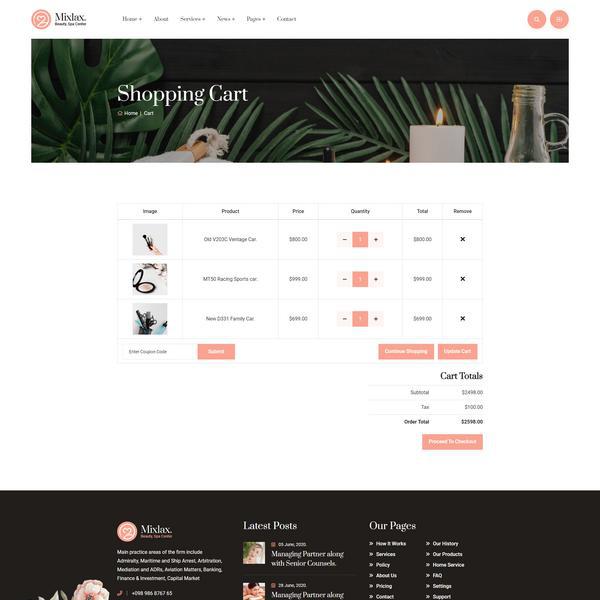 Mixlax.
Beauty, Spa Center
Home + About Services + News + Pages + Contact
Shopping Cart
Home | Cart
Image Product Price Quantity Total Remove
Old V203C Ventage Car. $800.00 − 1 + $800.00 ×
MT50 Racing Sports car. $999.00 − 1 + $999.00 ×
New D331 Family Car. $699.00 − 1 + $699.00 ×
Enter Coupon Code Submit Continue Shopping Update Cart
Cart Totals
Subtotal $2498.00
Tax $100.00
Order Total $2598.00
Proceed To Checkout
Mixlax.
Beauty, Spa Center
Main practice areas of the firm include
Admiralty, Maritime and Ship Arrest, Arbitration,
Mediation and ADRs, Aviation Matters, Banking,
Finance & Investment, Capital Market
+098 986 8767 65
Latest Posts
03 June, 2020.
Managing Partner along
with Senior Counsels.
28 June, 2020.
Managing Partner along
Our Pages
» How It Works » Our History
» Services » Our Products
» Policy » Home Service
» About Us » FAQ
» Pricing » Settings
» Contact » Support